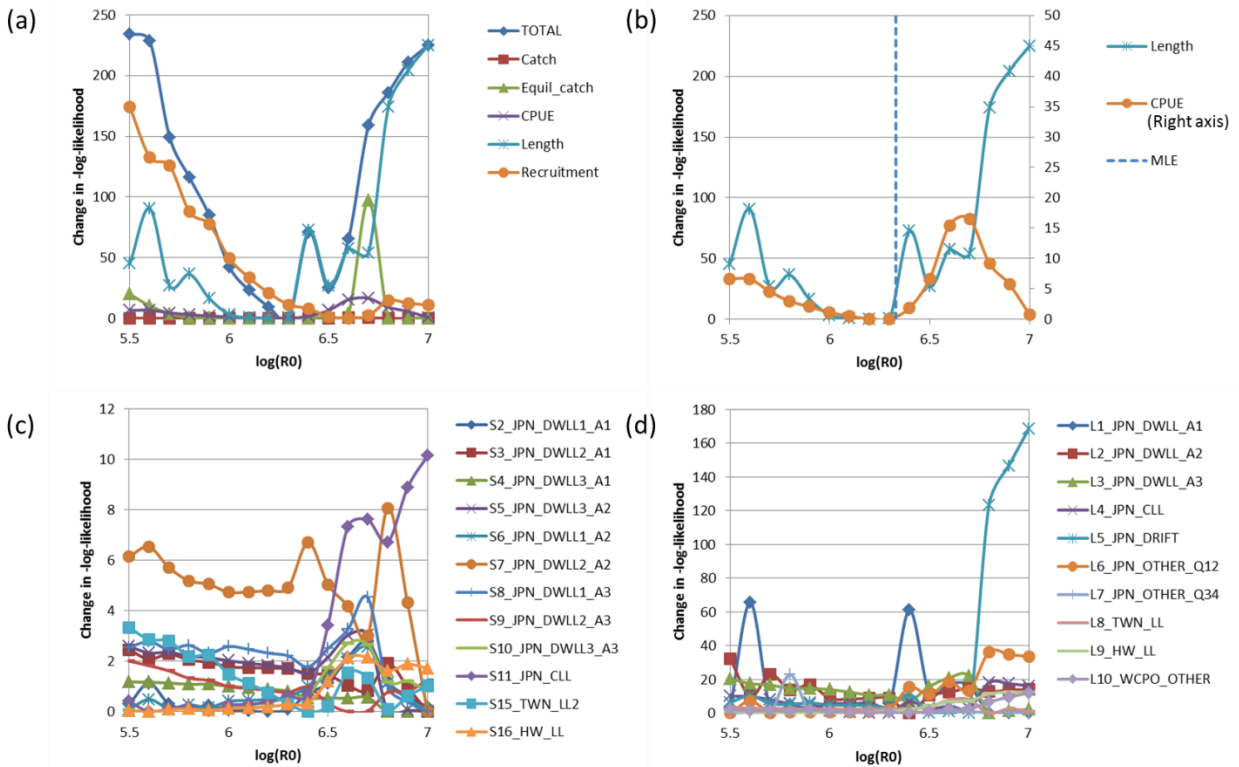 (a)
Change in -log-likelihood
250
200
150
100
50
0
5.5 6 6.5 7
log(R0)
TOTAL
Catch
Equil_catch
CPUE
Length
Recruitment
(b)
Change in -log-likelihood
250
200
150
100
50
0
50
45
40
35
30
25
20
15
10
5
0
5.5 6 6.5 7
log(R0)
Length
CPUE
(Right axis)
MLE
(c)
Change in -log-likelihood
12
10
8
6
4
2
0
5.5 6 6.5 7
log(R0)
S2_JPN_DWLL1_A1
S3_JPN_DWLL2_A1
S4_JPN_DWLL3_A1
S5_JPN_DWLL3_A2
S6_JPN_DWLL1_A2
S7_JPN_DWLL2_A2
S8_JPN_DWLL1_A3
S9_JPN_DWLL2_A3
S10_JPN_DWLL3_A3
S11_JPN_CLL
S15_TWN_LL2
S16_HW_LL
(d)
Change in -log-likelihood
180
160
140
120
100
80
60
40
20
0
5.5 6 6.5 7
log(R0)
L1_JPN_DWLL_A1
L2_JPN_DWLL_A2
L3_JPN_DWLL_A3
L4_JPN_CLL
L5_JPN_DRIFT
L6_JPN_OTHER_Q12
L7_JPN_OTHER_Q34
L8_TWN_LL
L9_HW_LL
L10_WCPO_OTHER